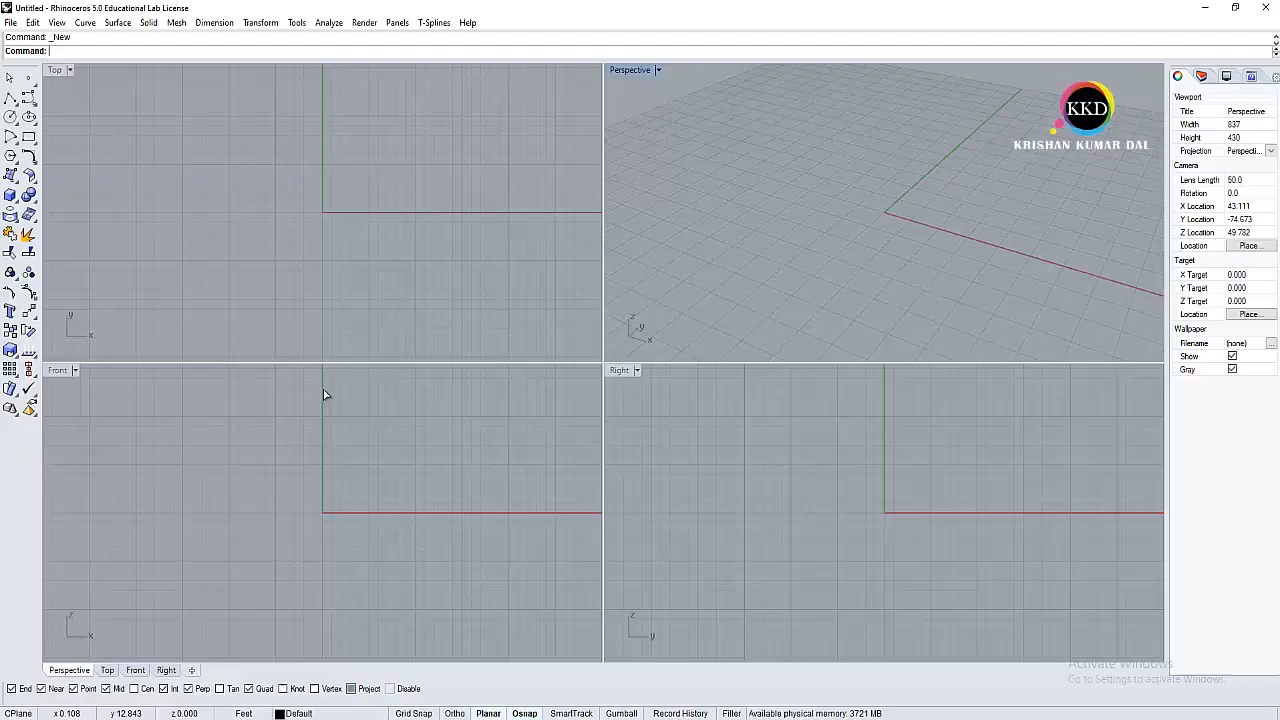 Untitled - Rhinoceros 5.0 Educational Lab License
File Edit View Curve Surface Solid Mesh Dimension Transform Tools Analyze Render Panels T-Splines Help
Command: _New
Command:
Top
Perspective
KKD
KRISHAN KUMAR DAL
y
x
z
y
x
Front
Right
z
x
z
y
Viewport
Title Perspective
Width 837
Height 430
Projection Perspecti...
Camera
Lens Length 50.0
Rotation 0.0
X Location 43.111
Y Location -74.673
Z Location 49.782
Location Place...
Target
X Target 0.000
Y Target 0.000
Z Target 0.000
Location Place...
Wallpaper
Filename (none) ...
Show
Gray
Activate Windows
Go to Settings to activate Windows.
Perspective Top Front Right
End Near Point Mid Cen Int Perp Tan Quad Knot Vertex Project Disable
CPlane x 0.108 y 12.843 z 0.000 Feet Default Grid Snap Ortho Planar Osnap SmartTrack Gumball Record History Filter Available physical memory: 3721 MB